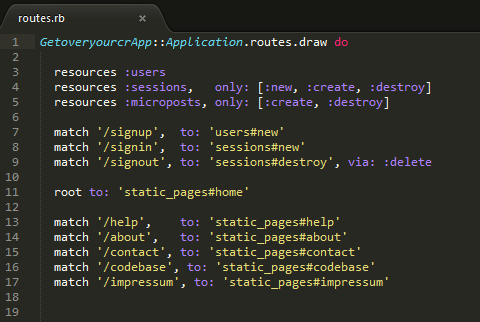 routes.rb ×
1 GetoveryourcrApp::Application.routes.draw do
2
3   resources :users
4   resources :sessions,   only: [:new, :create, :destroy]
5   resources :microposts, only: [:create, :destroy]
6
7   match '/signup',  to: 'users#new'
8   match '/signin',  to: 'sessions#new'
9   match '/signout', to: 'sessions#destroy', via: :delete
10
11   root to: 'static_pages#home'
12
13   match '/help',    to: 'static_pages#help'
14   match '/about',   to: 'static_pages#about'
15   match '/contact', to: 'static_pages#contact'
16   match '/codebase', to: 'static_pages#codebase'
17   match '/impressum', to: 'static_pages#impressum'
18
19